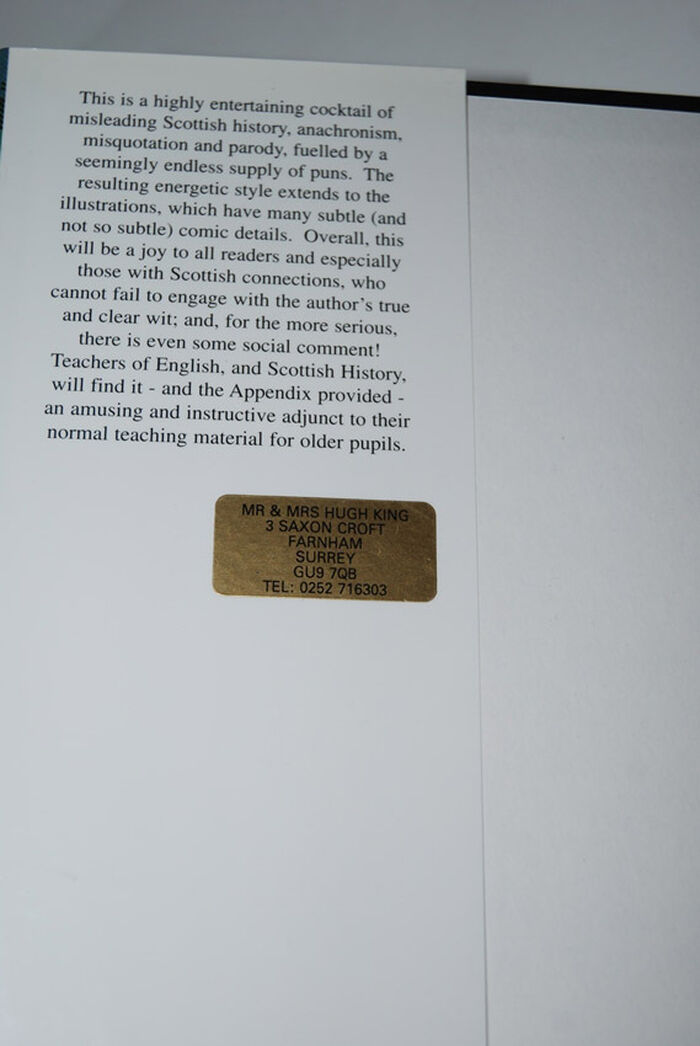 This is a highly entertaining cocktail of
misleading Scottish history, anachronism,
misquotation and parody, fuelled by a
seemingly endless supply of puns. The
resulting energetic style extends to the
illustrations, which have many subtle (and
not so subtle) comic details. Overall, this
will be a joy to all readers and especially
those with Scottish connections, who
cannot fail to engage with the author's true
and clear wit; and, for the more serious,
there is even some social comment!
Teachers of English, and Scottish History,
will find it - and the Appendix provided -
an amusing and instructive adjunct to their
normal teaching material for older pupils.
MR & MRS HUGH KING
3 SAXON CROFT
FARNHAM
SURREY
GU9 7QB
TEL: 0252 716303